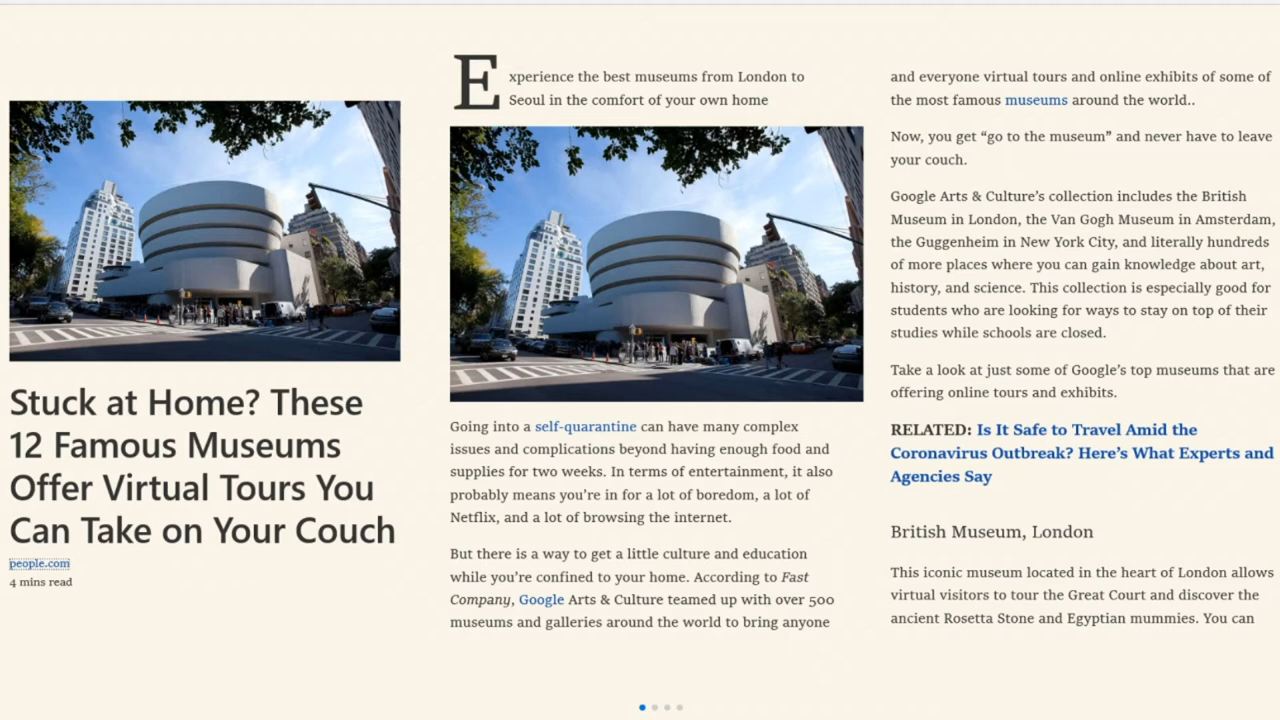 Stuck at Home? These
12 Famous Museums
Offer Virtual Tours You
Can Take on Your Couch
people.com
4 mins read
Experience the best museums from London to
Seoul in the comfort of your own home
Going into a self-quarantine can have many complex
issues and complications beyond having enough food and
supplies for two weeks. In terms of entertainment, it also
probably means you’re in for a lot of boredom, a lot of
Netflix, and a lot of browsing the internet.
But there is a way to get a little culture and education
while you’re confined to your home. According to Fast
Company, Google Arts & Culture teamed up with over 500
museums and galleries around the world to bring anyone
and everyone virtual tours and online exhibits of some of
the most famous museums around the world..
Now, you get “go to the museum” and never have to leave
your couch.
Google Arts & Culture’s collection includes the British
Museum in London, the Van Gogh Museum in Amsterdam,
the Guggenheim in New York City, and literally hundreds
of more places where you can gain knowledge about art,
history, and science. This collection is especially good for
students who are looking for ways to stay on top of their
studies while schools are closed.
Take a look at just some of Google’s top museums that are
offering online tours and exhibits.
RELATED: Is It Safe to Travel Amid the
Coronavirus Outbreak? Here’s What Experts and
Agencies Say
British Museum, London
This iconic museum located in the heart of London allows
virtual visitors to tour the Great Court and discover the
ancient Rosetta Stone and Egyptian mummies. You can